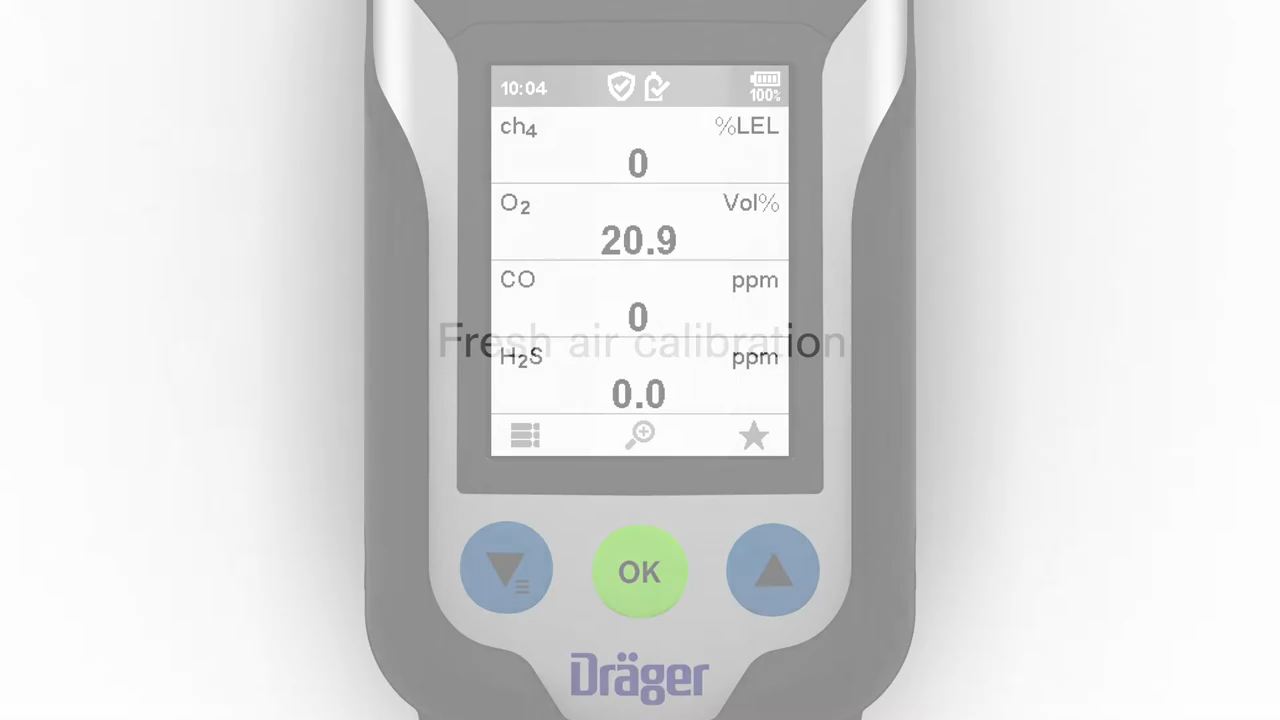 10:04
100%
ch4 %LEL
0
O2 Vol%
20.9
CO ppm
0
Fresh air calibration
H2S ppm
0.0
OK
Dräger